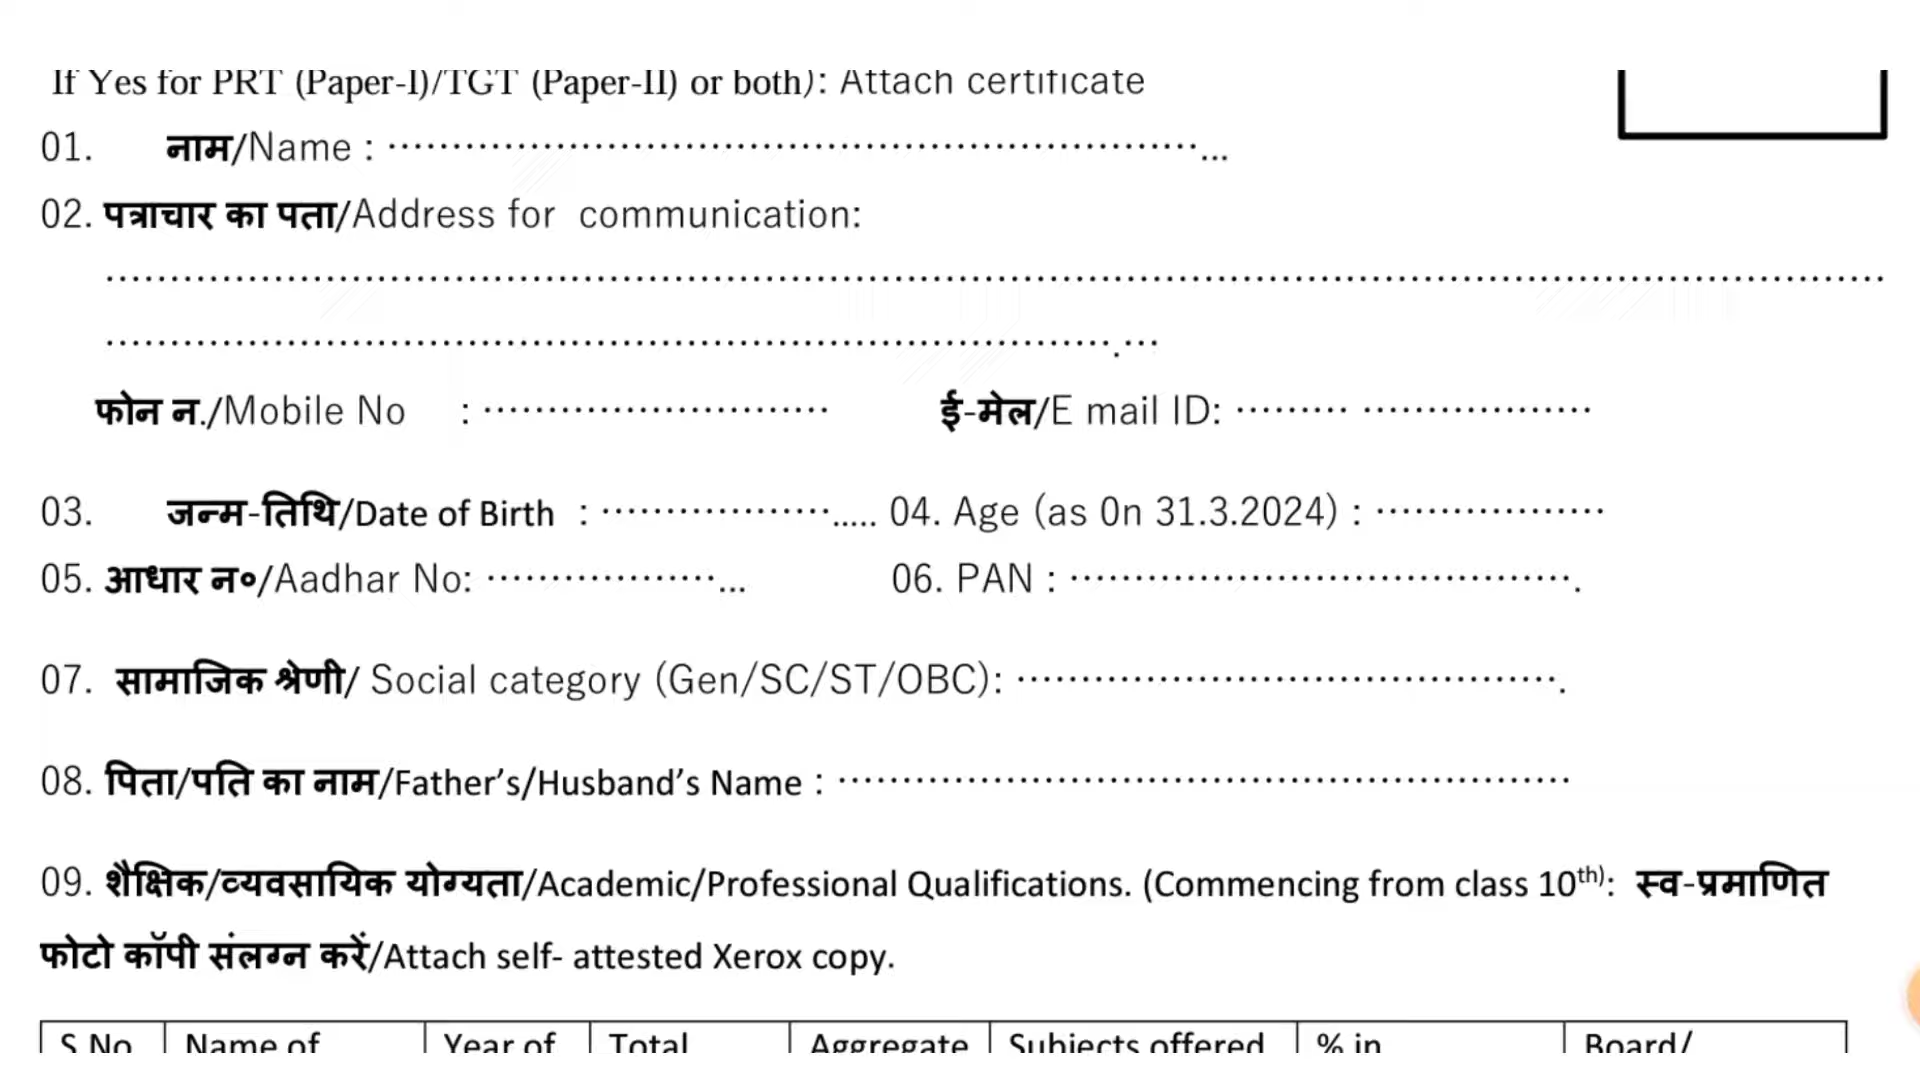 If Yes for PRT (Paper-I)/TGT (Paper-II) or both): Attach certificate
01. नाम/Name : ......................................................................
02. पत्राचार का पता/Address for communication:
..........................................................................................................................................
..................................................................................
फोन न./Mobile No : ........................... ई-मेल/E mail ID: ......... ..................
03. जन्म-तिथि/Date of Birth : ....................... 04. Age (as 0n 31.3.2024) : ..................
05. आधार न०/Aadhar No: ..................... 06. PAN : ........................................
07. सामाजिक श्रेणी/ Social category (Gen/SC/ST/OBC): ...........................................
08. पिता/पति का नाम/Father’s/Husband’s Name : .........................................................
09. शैक्षिक/व्यवसायिक योग्यता/Academic/Professional Qualifications. (Commencing from class 10th): स्व-प्रमाणित
फोटो कॉपी संलग्न करें/Attach self- attested Xerox copy.
S.No Name of Year of Total Aggregate Subjects offered % in Board/